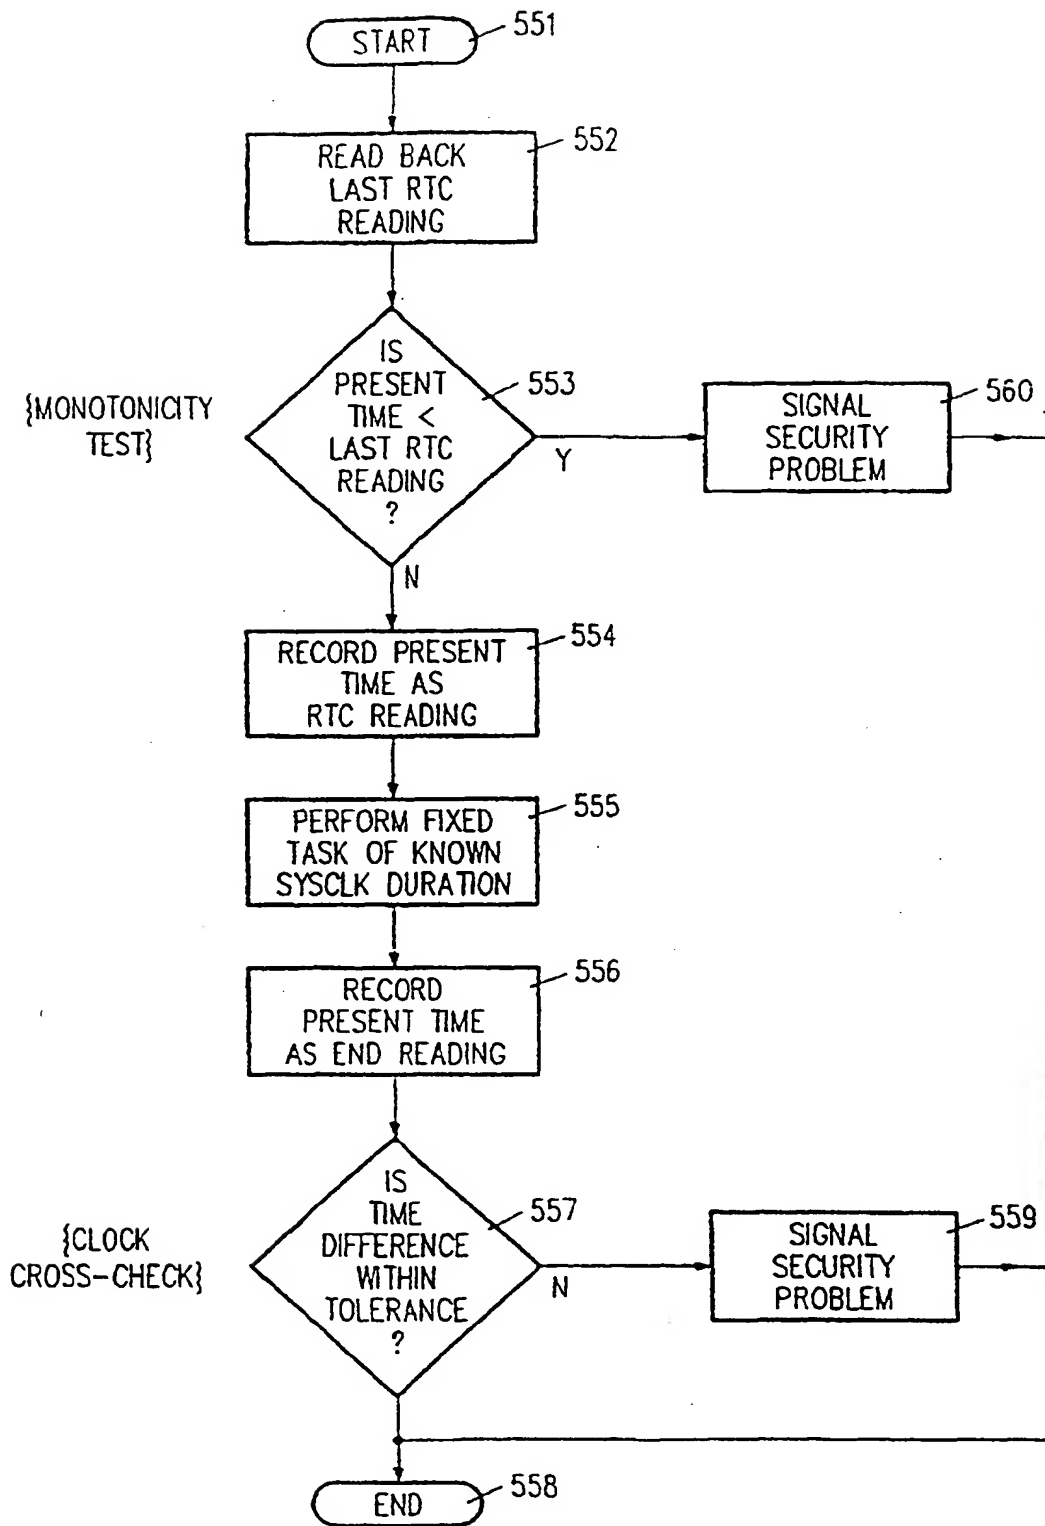 START
551
READ BACK
LAST RTC
READING
552
IS
PRESENT
TIME <
LAST RTC
READING
?
553
{MONOTONICITY
TEST}
Y
SIGNAL
SECURITY
PROBLEM
560
N
RECORD PRESENT
TIME AS
RTC READING
554
PERFORM FIXED
TASK OF KNOWN
SYSCLK DURATION
555
RECORD
PRESENT TIME
AS END READING
556
IS
TIME
DIFFERENCE
WITHIN
TOLERANCE
?
557
{CLOCK
CROSS-CHECK}
N
SIGNAL
SECURITY
PROBLEM
559
END
558